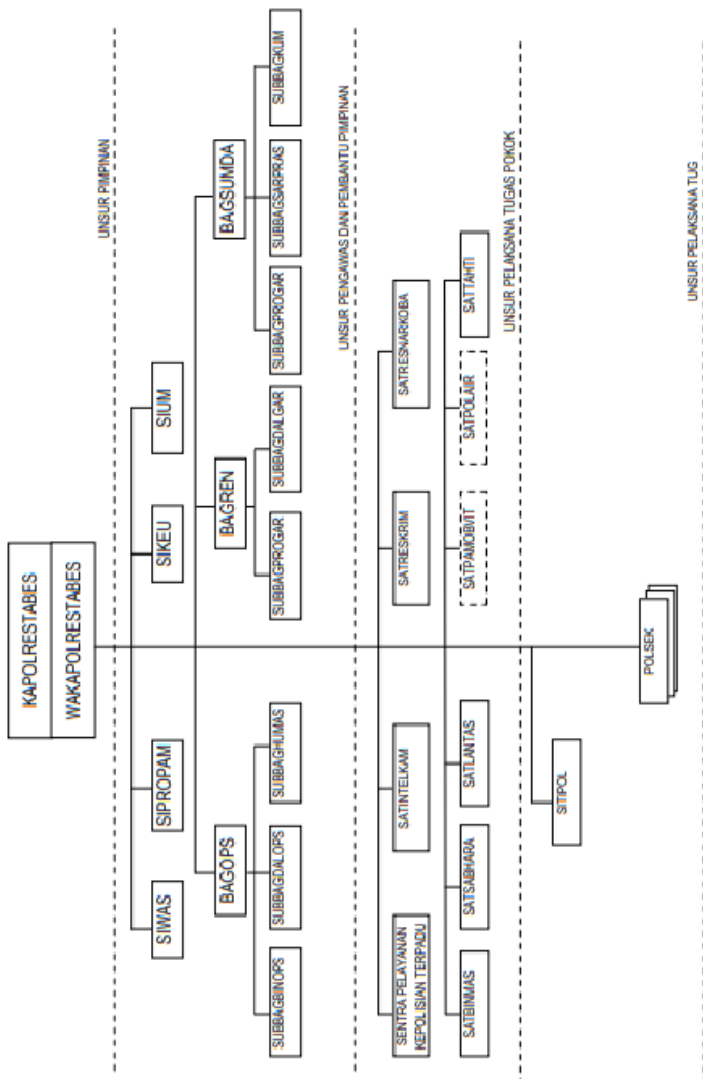 KAPOLRESTABES
WAKAPOLRESTABES
UNSUR PIMPINAN
SIWAS
SIPROPAM
SIKEU
SIUM
BAGOPS
BAGREN
BAGSUMDA
SUBBAGBINOPS
SUBBAGDALOPS
SUBBAGHUMAS
SUBBAGPROGAR
SUBBAGDALGAR
SUBBAGPROGAR
SUBBAGSARPRAS
SUBBAGKUM
UNSUR PENGAWAS DAN PEMBANTU PIMPINAN
SENTRA PELAYANAN
KEPOLISIAN TERPADU
SATINTELKAM
SATRESKRIM
SATRESNARKOBA
SATBINMAS
SATSABHARA
SATLANTAS
SATPAMOBVIT
SATPOLAIR
SATTAHTI
UNSUR PELAKSANA TUGAS POKOK
SITIPOL
POLSEK
UNSUR PELAKSANA TUG